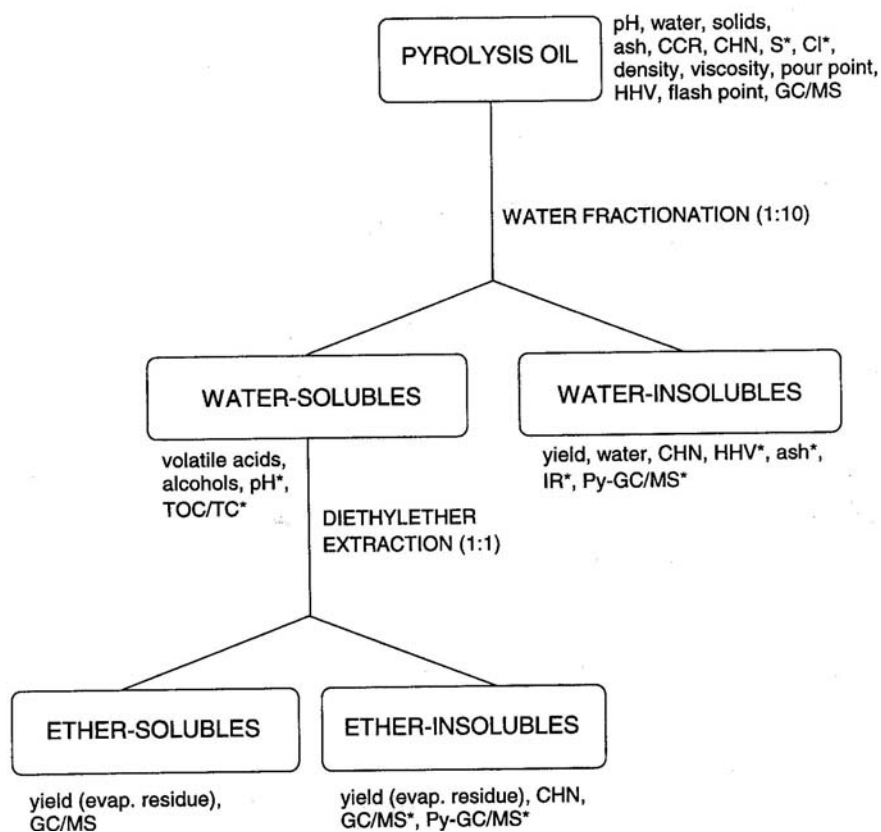 PYROLYSIS OIL
pH, water, solids,
ash, CCR, CHN, S*, Cl*,
density, viscosity, pour point,
HHV, flash point, GC/MS
WATER FRACTIONATION (1:10)
WATER-SOLUBLES
volatile acids,
alcohols, pH*,
TOC/TC*
WATER-INSOLUBLES
yield, water, CHN, HHV*, ash*,
IR*, Py-GC/MS*
DIETHYLETHER
EXTRACTION (1:1)
ETHER-SOLUBLES
yield (evap. residue),
GC/MS
ETHER-INSOLUBLES
yield (evap. residue), CHN,
GC/MS*, Py-GC/MS*